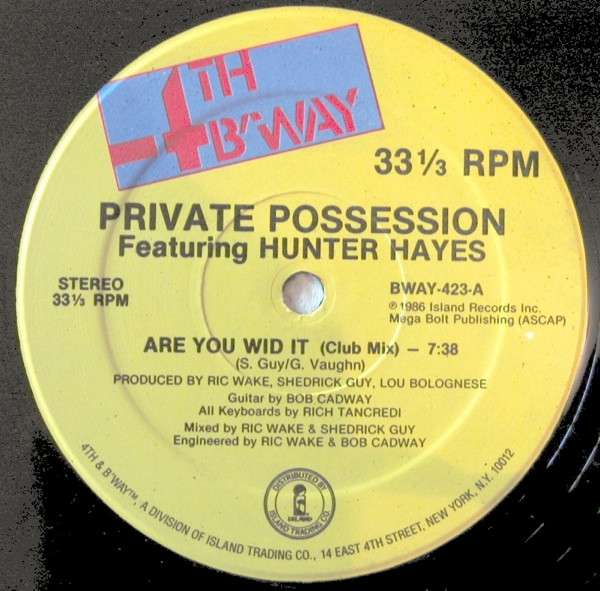 4TH
B'WAY
33 1/3 RPM
PRIVATE POSSESSION
Featuring HUNTER HAYES
STEREO
33⅓ RPM
BWAY-423-A
℗1986 Island Records Inc.
Mega Bolt Publishing (ASCAP)
ARE YOU WID IT (Club Mix) — 7:38
(S. Guy/G. Vaughn)
PRODUCED BY RIC WAKE, SHEDRICK GUY, LOU BOLOGNESE
Guitar by BOB CADWAY
All Keyboards by RICH TANCREDI
Mixed by RIC WAKE & SHEDRICK GUY
Engineered by RIC WAKE & BOB CADWAY
DISTRIBUTED BY
ISLAND
ISLAND TRADING CO
4TH & B'WAY™, A DIVISION OF ISLAND TRADING CO., 14 EAST 4TH STREET, NEW YORK, N.Y. 10012